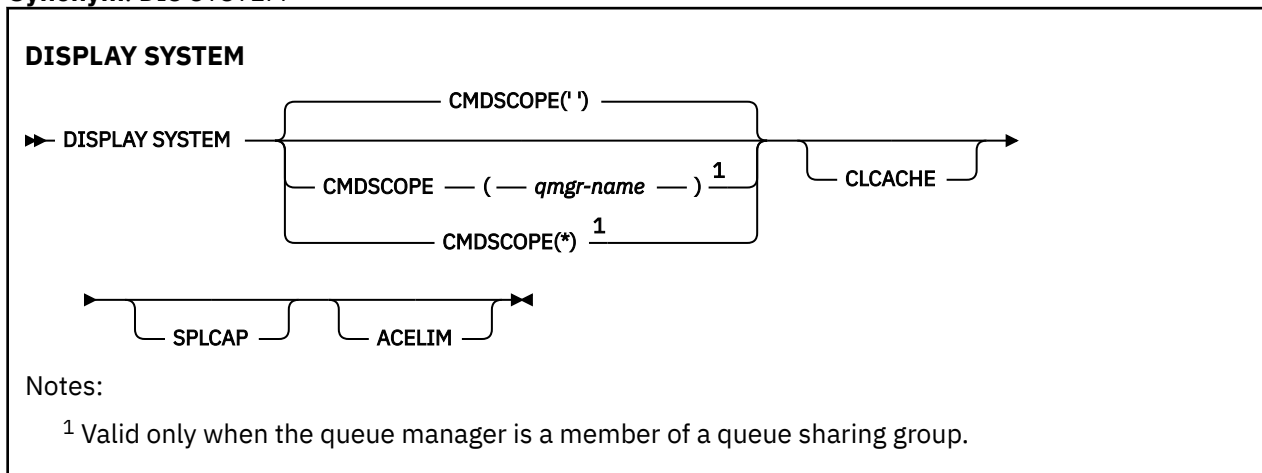 Synonym: DIS SYSTEM
DISPLAY SYSTEM
CMDSCOPE(' ')
DISPLAY SYSTEM
CMDSCOPE ( qmgr-name ) 1
CLCACHE
CMDSCOPE(*) 1
SPLCAP
ACELIM
Notes:
1 Valid only when the queue manager is a member of a queue sharing group.